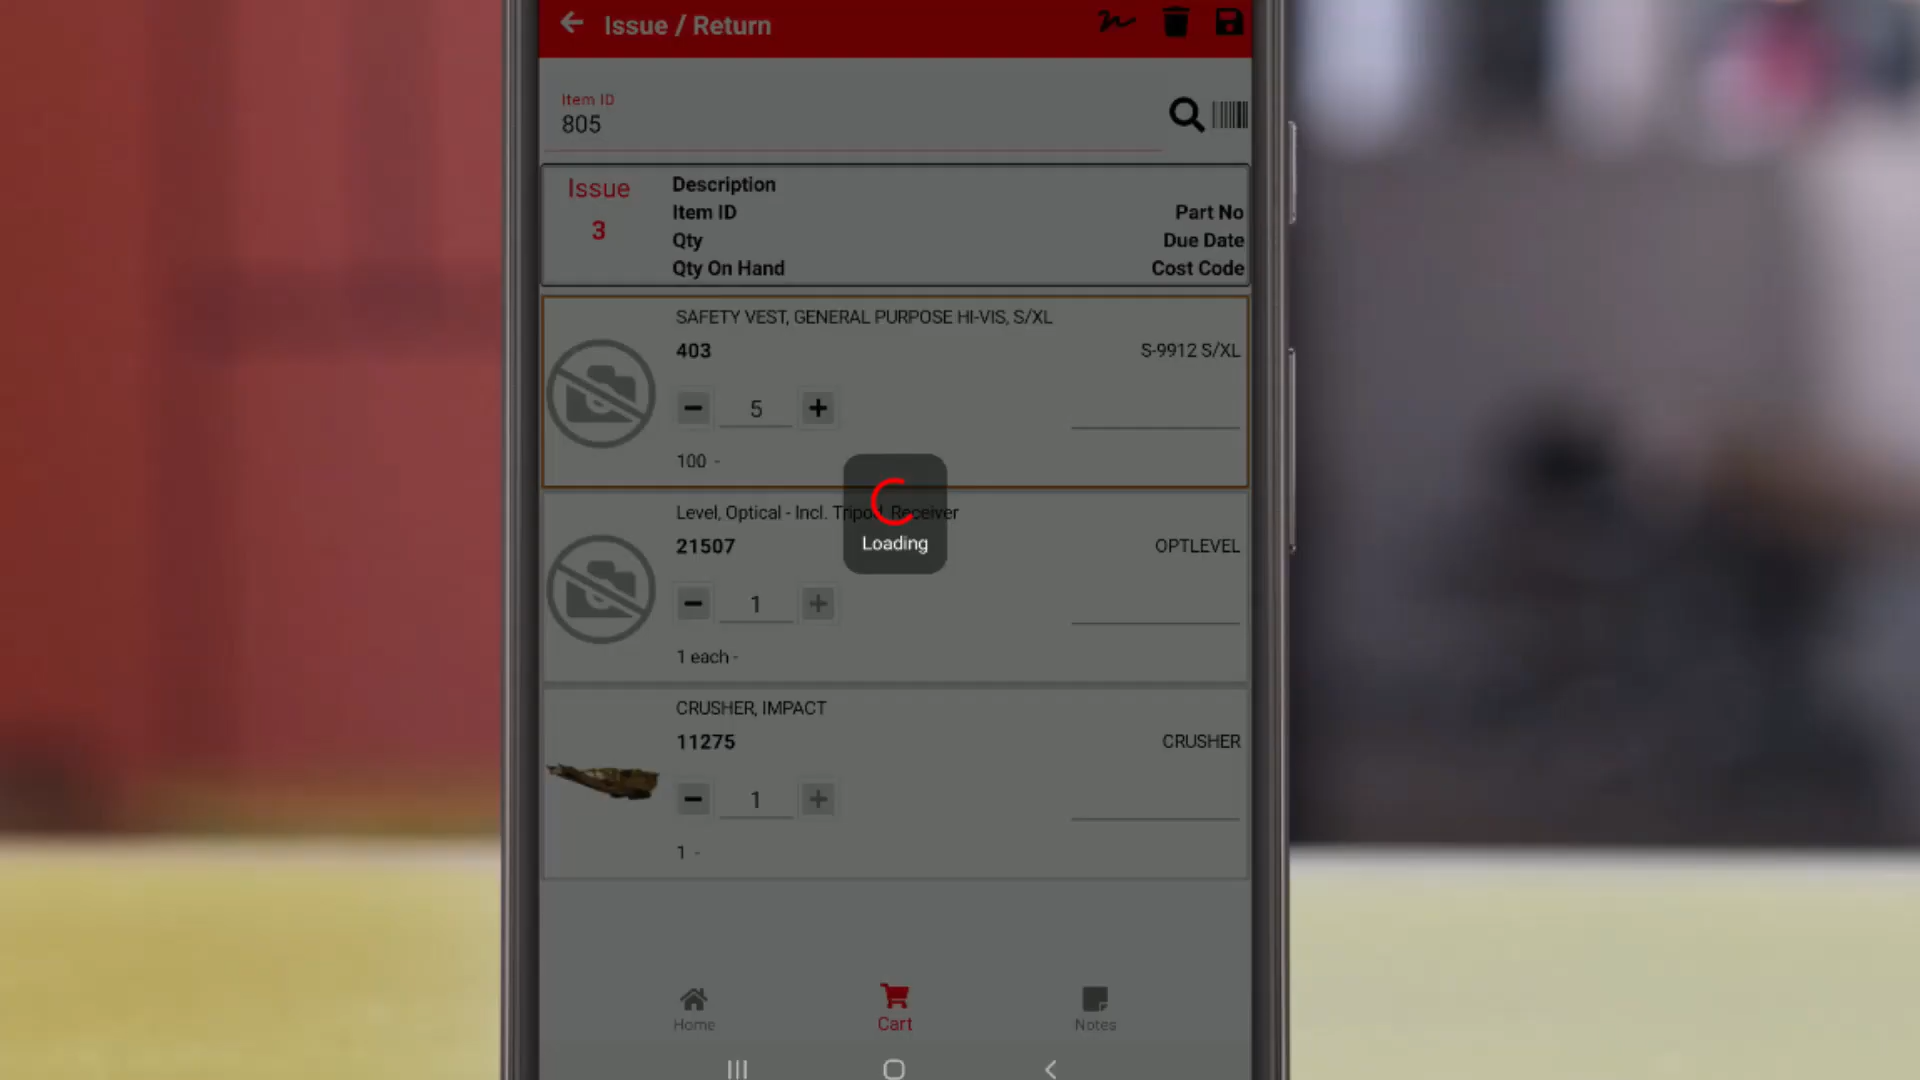 Issue / Return
Item ID
805
Issue
3
Description
Item ID
Part No
Qty
Due Date
Qty On Hand
Cost Code
SAFETY VEST, GENERAL PURPOSE HI-VIS, S/XL
403
S-9912 S/XL
5
100 -
Level, Optical - Incl. Tripod, Receiver
21507
OPTLEVEL
1
1 each -
Loading
CRUSHER, IMPACT
11275
CRUSHER
1
1 -
Home
Cart
Notes